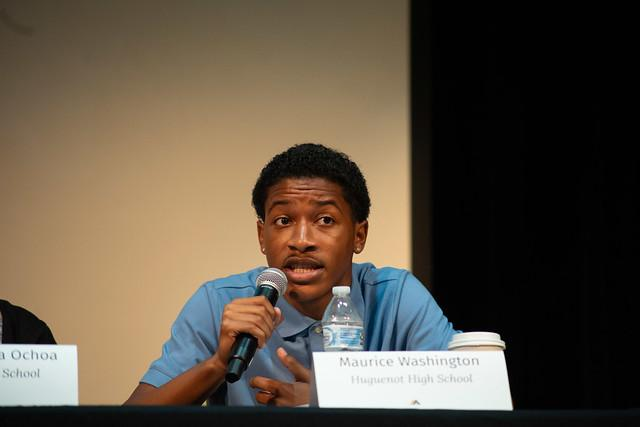 a Ochoa
School
Maurice Washington
Huguenot High School